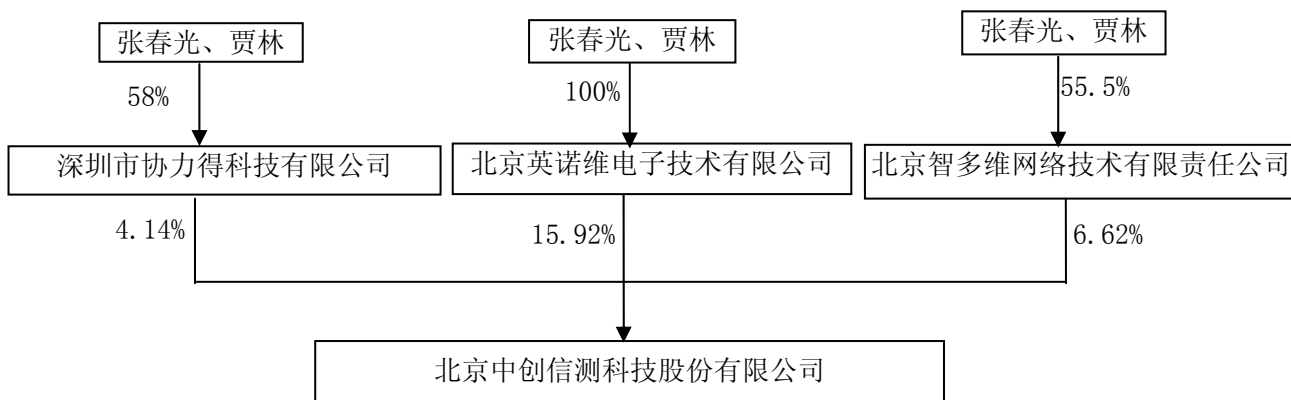 张春光、贾林
张春光、贾林
张春光、贾林
58%
100%
55.5%
深圳市协力得科技有限公司
北京英诺维电子技术有限公司
北京智多维网络技术有限责任公司
4.14%
15.92%
6.62%
北京中创信测科技股份有限公司